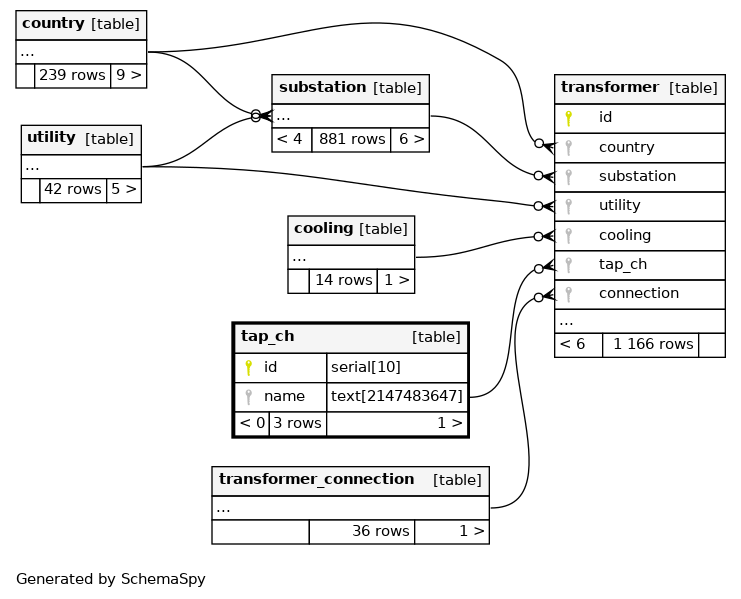 country [table]
...
239 rows 9 >
substation [table]
...
< 4 881 rows 6 >
utility [table]
...
42 rows 5 >
cooling [table]
...
14 rows 1 >
tap_ch [table]
id serial[10]
name text[2147483647]
< 0 3 rows 1 >
transformer_connection [table]
...
36 rows 1 >
transformer [table]
id
country
substation
utility
cooling
tap_ch
connection
...
< 6 1 166 rows
Generated by SchemaSpy